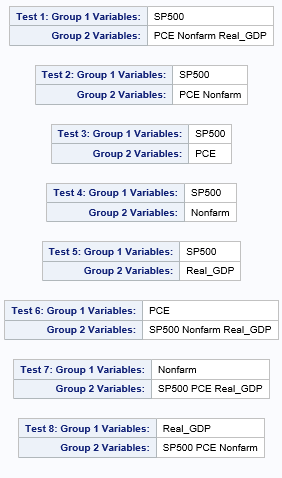 Test 1: Group 1 Variables: SP500
Group 2 Variables: PCE Nonfarm Real_GDP
Test 2: Group 1 Variables: SP500
Group 2 Variables: PCE Nonfarm
Test 3: Group 1 Variables: SP500
Group 2 Variables: PCE
Test 4: Group 1 Variables: SP500
Group 2 Variables: Nonfarm
Test 5: Group 1 Variables: SP500
Group 2 Variables: Real_GDP
Test 6: Group 1 Variables: PCE
Group 2 Variables: SP500 Nonfarm Real_GDP
Test 7: Group 1 Variables: Nonfarm
Group 2 Variables: SP500 PCE Real_GDP
Test 8: Group 1 Variables: Real_GDP
Group 2 Variables: SP500 PCE Nonfarm